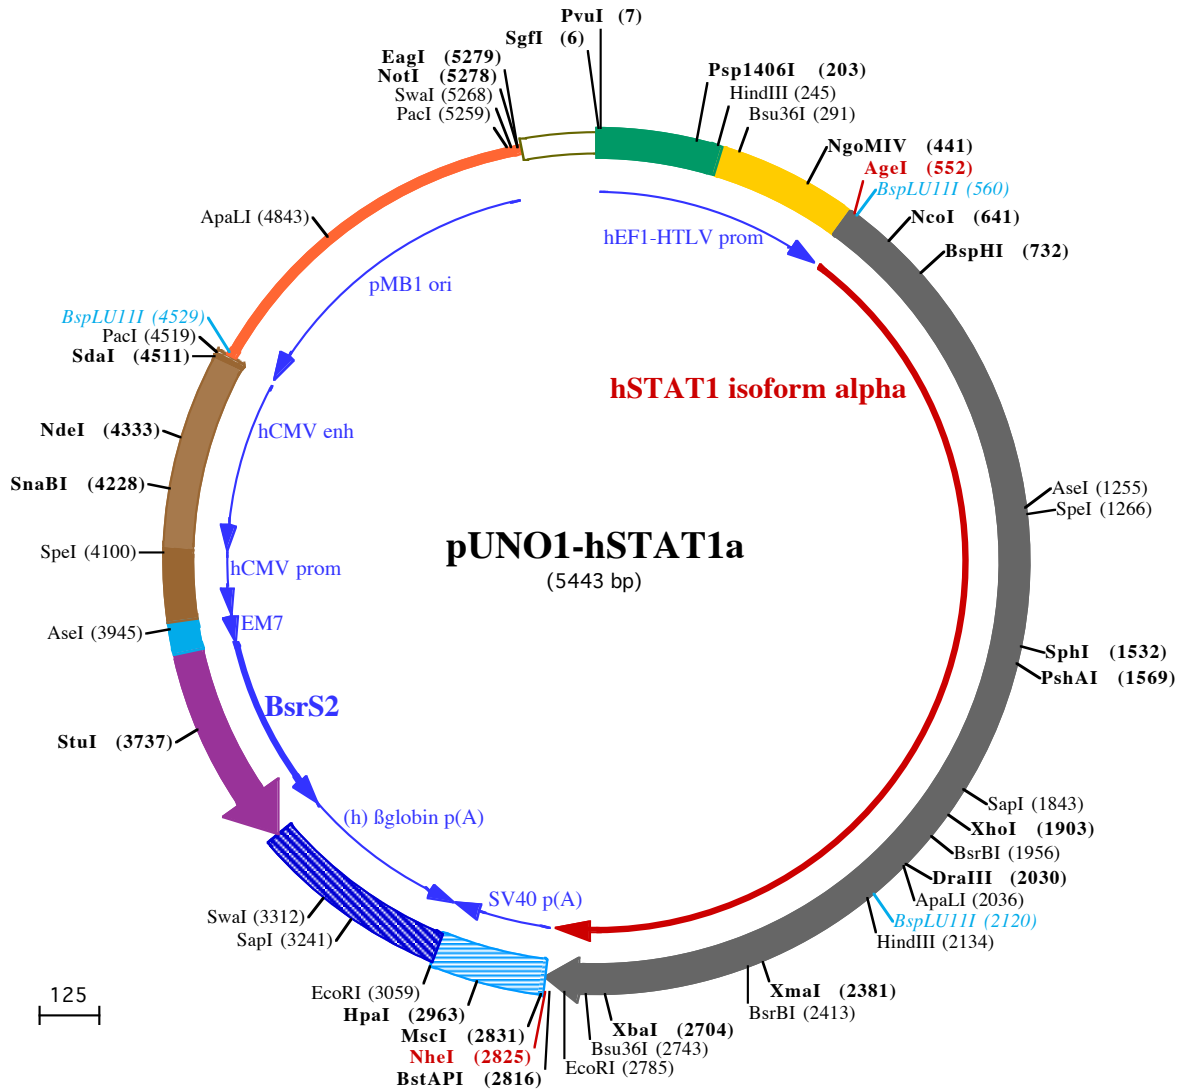 PvuI (7)
SgfI (6)
EagI (5279)
NotI (5278)
SwaI (5268)
PacI (5259)
Psp1406I (203)
HindIII (245)
Bsu36I (291)
NgoMIV (441)
AgeI (552)
BspLU11I (560)
NcoI (641)
BspHI (732)
ApaLI (4843)
hEF1-HTLV prom
pMB1 ori
BspLU11I (4529)
PacI (4519)
SdaI (4511)
hSTAT1 isoform alpha
NdeI (4333)
hCMV enh
SnaBI (4228)
AseI (1255)
SpeI (1266)
SpeI (4100)
pUNO1-hSTAT1a
(5443 bp)
hCMV prom
EM7
AseI (3945)
SphI (1532)
PshAI (1569)
BsrS2
StuI (3737)
SapI (1843)
(h) ßglobin p(A)
XhoI (1903)
BsrBI (1956)
DraIII (2030)
ApaLI (2036)
SV40 p(A)
BspLU11I (2120)
SwaI (3312)
SapI (3241)
HindIII (2134)
EcoRI (3059)
XmaI (2381)
125
HpaI (2963)
BsrBI (2413)
MscI (2831)
XbaI (2704)
NheI (2825)
Bsu36I (2743)
EcoRI (2785)
BstAPI (2816)